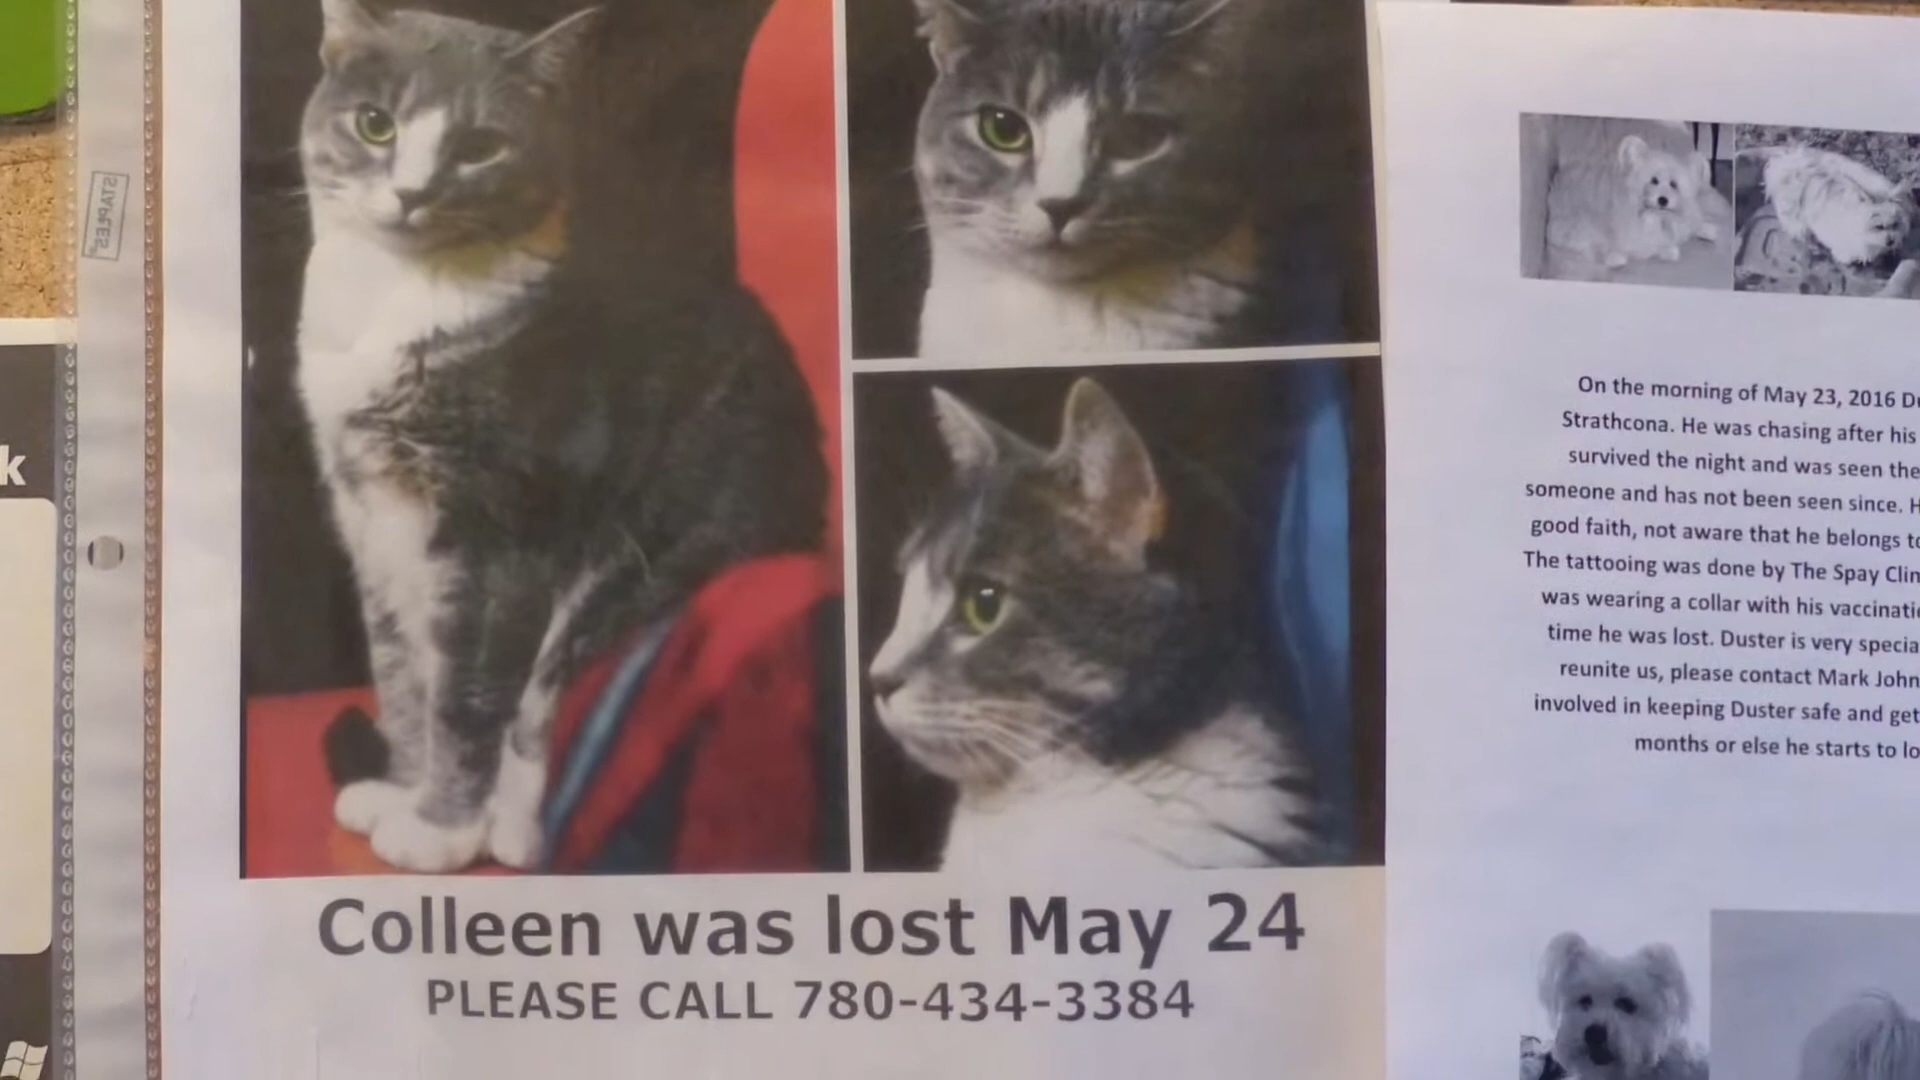 STAPLES
k
Colleen was lost May 24
PLEASE CALL 780-434-3384
On the morning of May 23, 2016
Strathcona. He was chasing after his
survived the night and was seen the
someone and has not been seen since.
good faith, not aware that he belongs
The tattooing was done by The Spay
was wearing a collar with his
time he was lost. Duster is very
reunite us, please contact Mark
involved in keeping Duster safe and
months or else he starts to